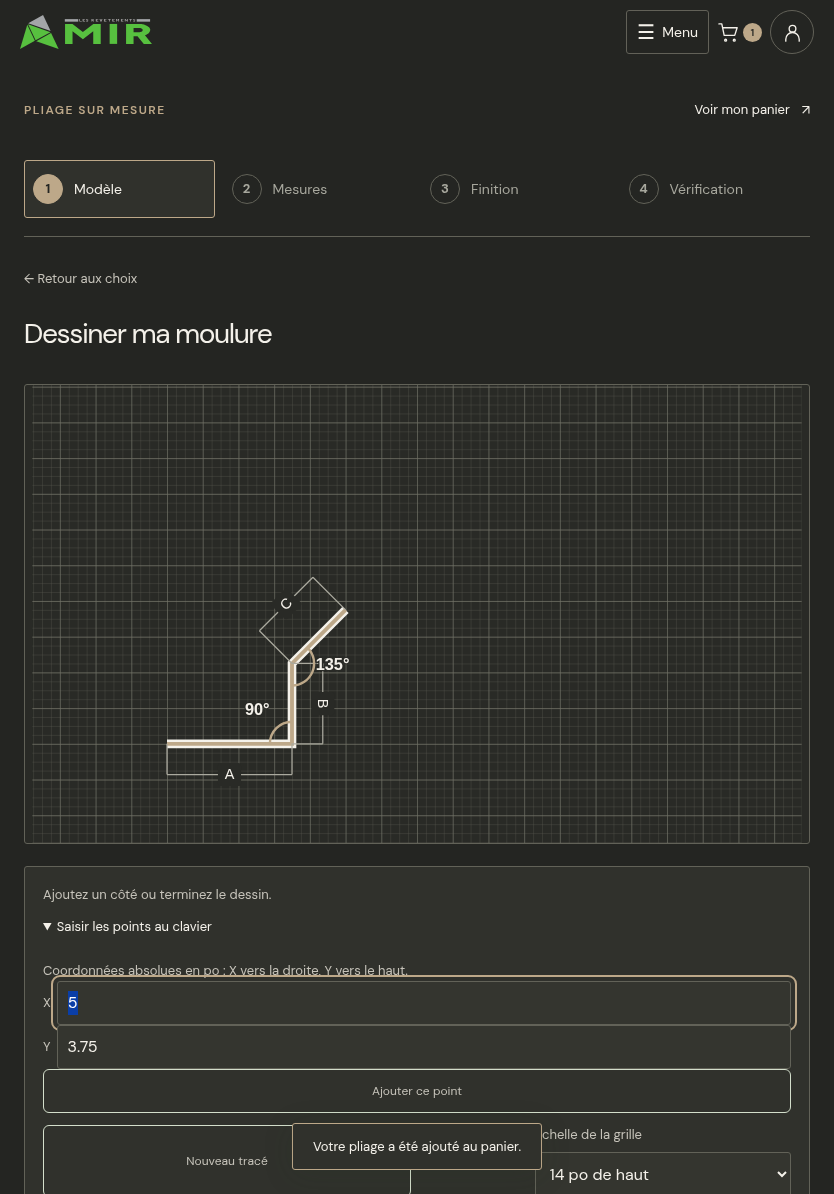 LES REVÊTEMENTS
MIR
Menu
1
PLIAGE SUR MESURE
Voir mon panier
1 Modèle
2 Mesures
3 Finition
4 Vérification
← Retour aux choix
Dessiner ma moulure
C
135°
B
90°
A
Ajoutez un côté ou terminez le dessin.
▼ Saisir les points au clavier
Coordonnées absolues en po : X vers la droite, Y vers le haut.
X 5
Y 3.75
Ajouter ce point
chelle de la grille
Votre pliage a été ajouté au panier.
Nouveau tracé
14 po de haut